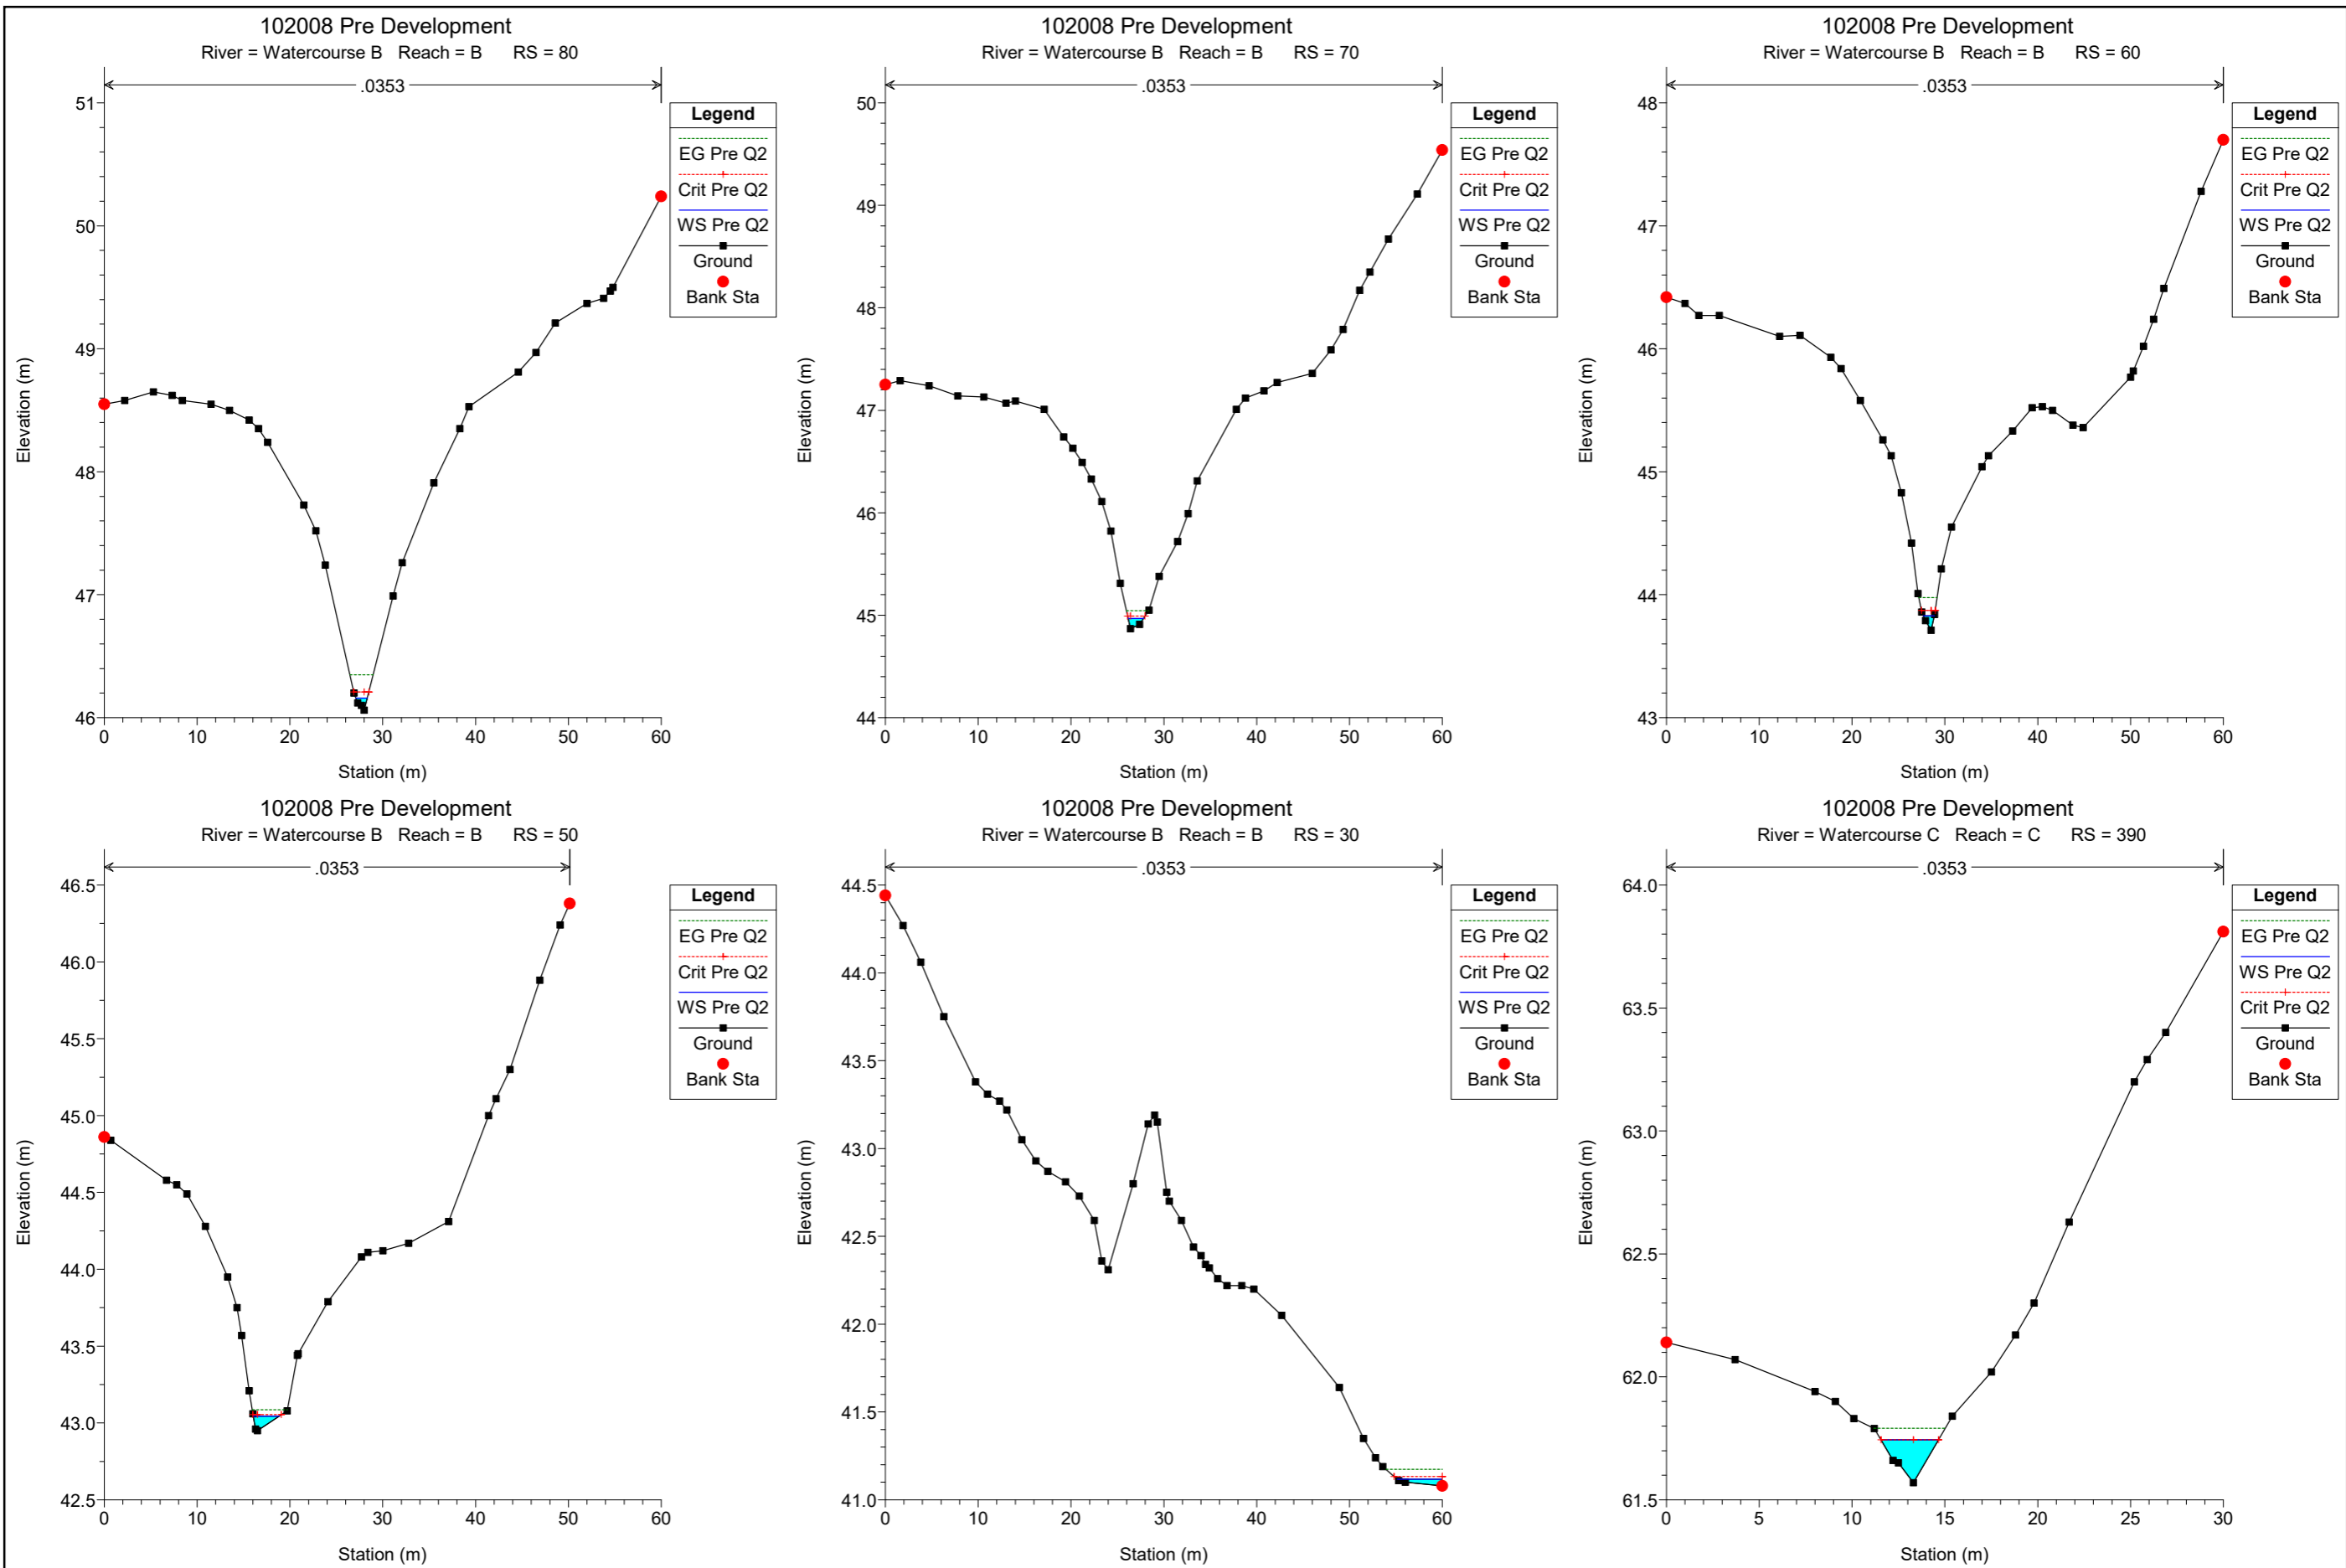 102008 Pre Development
River = Watercourse B Reach = B RS = 80
.0353
Legend
EG Pre Q2
Crit Pre Q2
WS Pre Q2
Ground
Bank Sta
51
50
49
48
47
46
Elevation (m)
0 10 20 30 40 50 60
Station (m)
102008 Pre Development
River = Watercourse B Reach = B RS = 70
.0353
Legend
EG Pre Q2
Crit Pre Q2
WS Pre Q2
Ground
Bank Sta
50
49
48
47
46
45
44
Elevation (m)
0 10 20 30 40 50 60
Station (m)
102008 Pre Development
River = Watercourse B Reach = B RS = 60
.0353
Legend
EG Pre Q2
Crit Pre Q2
WS Pre Q2
Ground
Bank Sta
48
47
46
45
44
43
Elevation (m)
0 10 20 30 40 50 60
Station (m)
102008 Pre Development
River = Watercourse B Reach = B RS = 50
.0353
Legend
EG Pre Q2
Crit Pre Q2
WS Pre Q2
Ground
Bank Sta
46.5
46.0
45.5
45.0
44.5
44.0
43.5
43.0
42.5
Elevation (m)
0 10 20 30 40 50 60
Station (m)
102008 Pre Development
River = Watercourse B Reach = B RS = 30
.0353
Legend
EG Pre Q2
Crit Pre Q2
WS Pre Q2
Ground
Bank Sta
44.5
44.0
43.5
43.0
42.5
42.0
41.5
41.0
Elevation (m)
0 10 20 30 40 50 60
Station (m)
102008 Pre Development
River = Watercourse C Reach = C RS = 390
.0353
Legend
EG Pre Q2
WS Pre Q2
Crit Pre Q2
Ground
Bank Sta
64.0
63.5
63.0
62.5
62.0
61.5
Elevation (m)
0 5 10 15 20 25 30
Station (m)